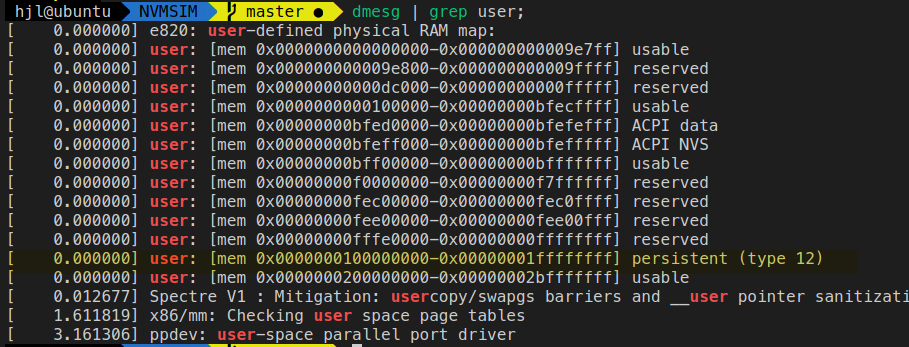 hjl@ubuntu NVMSIM master ● dmesg | grep user;
[    0.000000] e820: user-defined physical RAM map:
[    0.000000] user: [mem 0x0000000000000000-0x000000000009e7ff] usable
[    0.000000] user: [mem 0x000000000009e800-0x000000000009ffff] reserved
[    0.000000] user: [mem 0x00000000000dc000-0x00000000000fffff] reserved
[    0.000000] user: [mem 0x0000000000100000-0x00000000bfecffff] usable
[    0.000000] user: [mem 0x00000000bfed0000-0x00000000bfefefff] ACPI data
[    0.000000] user: [mem 0x00000000bfeff000-0x00000000bfefffff] ACPI NVS
[    0.000000] user: [mem 0x00000000bff00000-0x00000000bfffffff] usable
[    0.000000] user: [mem 0x00000000f0000000-0x00000000f7ffffff] reserved
[    0.000000] user: [mem 0x00000000fec00000-0x00000000fec0ffff] reserved
[    0.000000] user: [mem 0x00000000fee00000-0x00000000fee00fff] reserved
[    0.000000] user: [mem 0x00000000fffe0000-0x00000000ffffffff] reserved
[    0.000000] user: [mem 0x0000000100000000-0x00000001ffffffff] persistent (type 12)
[    0.000000] user: [mem 0x0000000200000000-0x00000002bfffffff] usable
[    0.012677] Spectre V1 : Mitigation: usercopy/swapgs barriers and __user pointer sanitizati
[    1.611819] x86/mm: Checking user space page tables
[    3.161306] ppdev: user-space parallel port driver